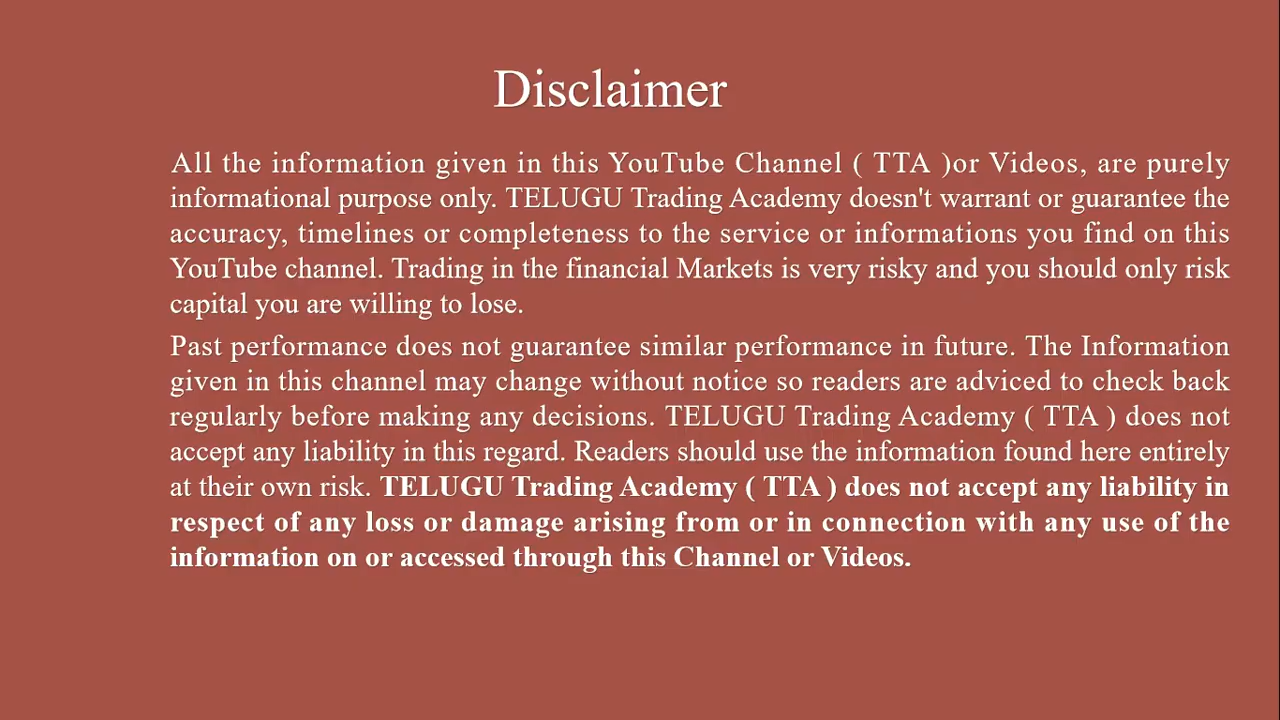 Disclaimer
All the information given in this YouTube Channel ( TTA )or Videos, are purely
informational purpose only. TELUGU Trading Academy doesn't warrant or guarantee the
accuracy, timelines or completeness to the service or informations you find on this
YouTube channel. Trading in the financial Markets is very risky and you should only risk
capital you are willing to lose.
Past performance does not guarantee similar performance in future. The Information
given in this channel may change without notice so readers are adviced to check back
regularly before making any decisions. TELUGU Trading Academy ( TTA ) does not
accept any liability in this regard. Readers should use the information found here entirely
at their own risk. TELUGU Trading Academy ( TTA ) does not accept any liability in
respect of any loss or damage arising from or in connection with any use of the
information on or accessed through this Channel or Videos.